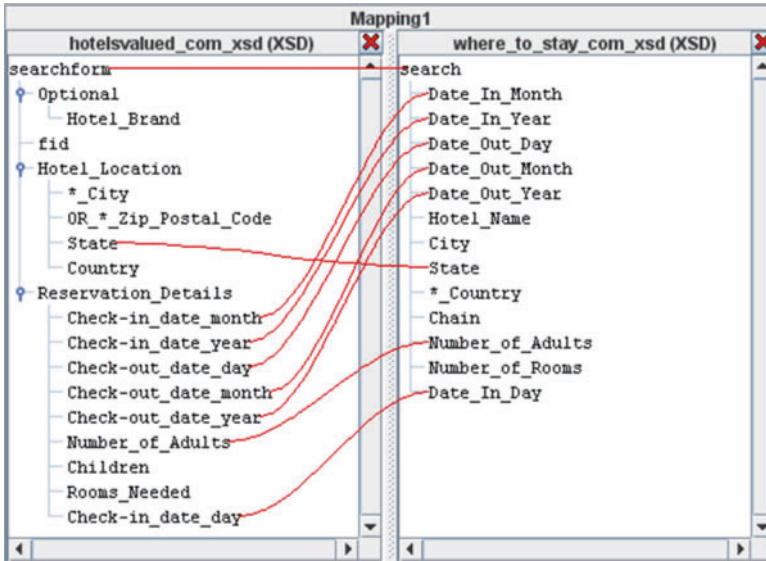 Mapping1
hotelsvalued_com_xsd (XSD)
searchform
Optional
Hotel_Brand
fid
Hotel_Location
*_City
OR_*_Zip_Postal_Code
State
Country
Reservation_Details
Check-in_date_month
Check-in_date_year
Check-out_date_day
Check-out_date_month
Check-out_date_year
Number_of_Adults
Children
Rooms_Needed
Check-in_date_day
where_to_stay_com_xsd (XSD)
search
Date_In_Month
Date_In_Year
Date_Out_Day
Date_Out_Month
Date_Out_Year
Hotel_Name
City
State
*_Country
Chain
Number_of_Adults
Number_of_Rooms
Date_In_Day